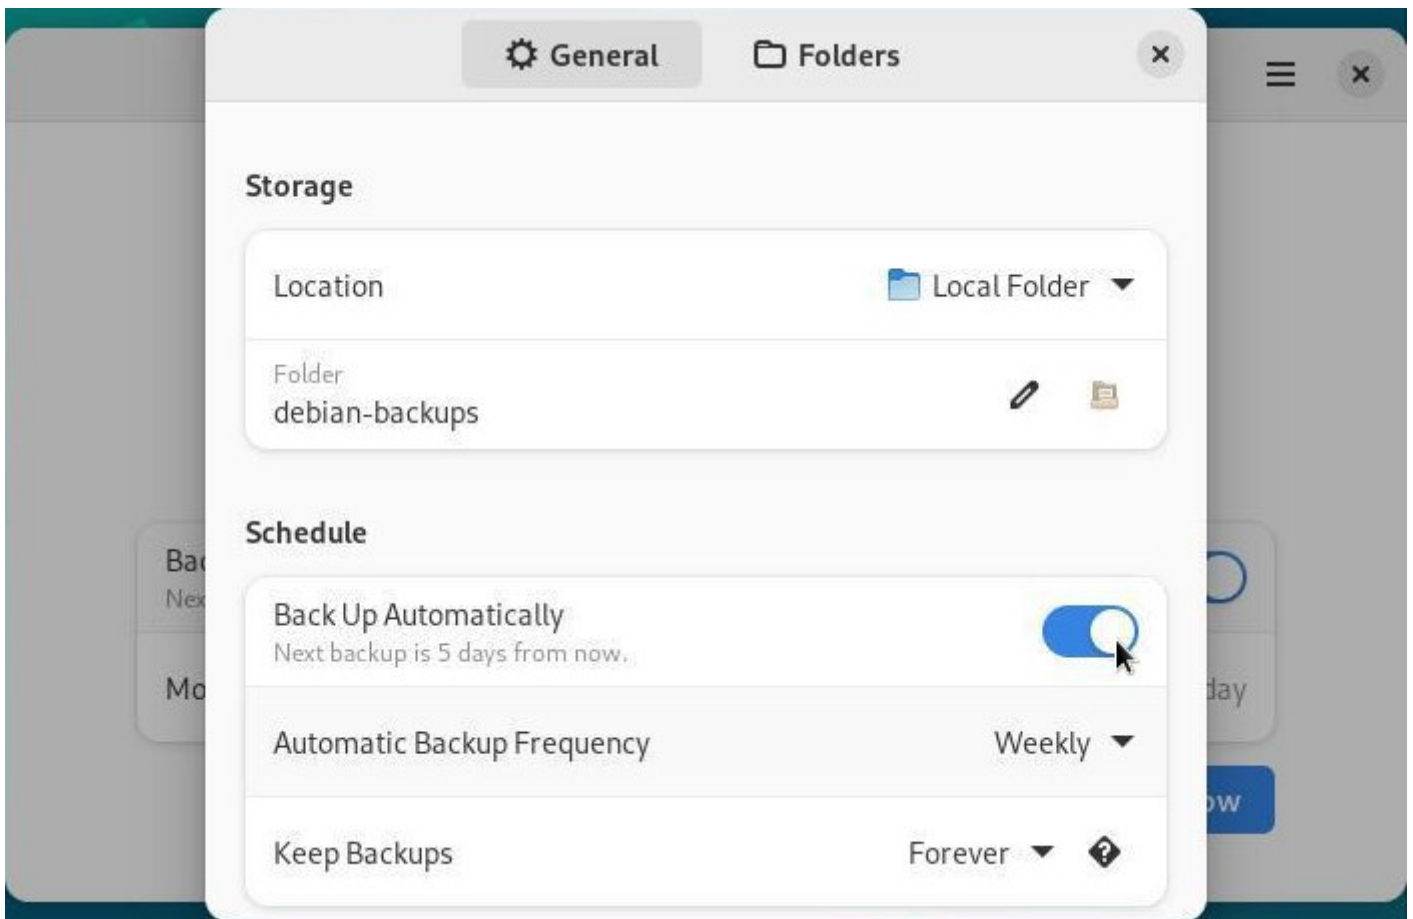 General
Folders
Storage
Location
Local Folder
Folder
debian-backups
Schedule
Back Up Automatically
Next backup is 5 days from now.
Automatic Backup Frequency
Weekly
Keep Backups
Forever